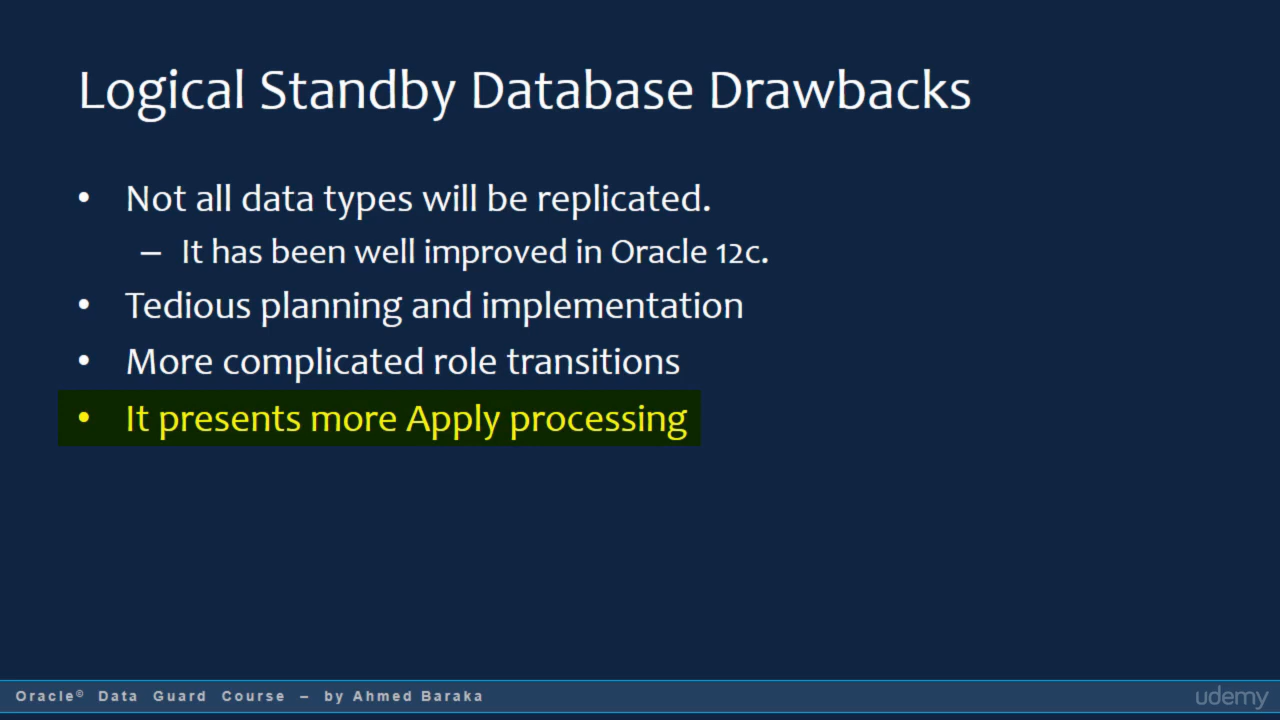 Logical Standby Database Drawbacks
• Not all data types will be replicated.
– It has been well improved in Oracle 12c.
• Tedious planning and implementation
• More complicated role transitions
• It presents more Apply processing
Oracle© Data Guard Course – by Ahmed Baraka
udemy